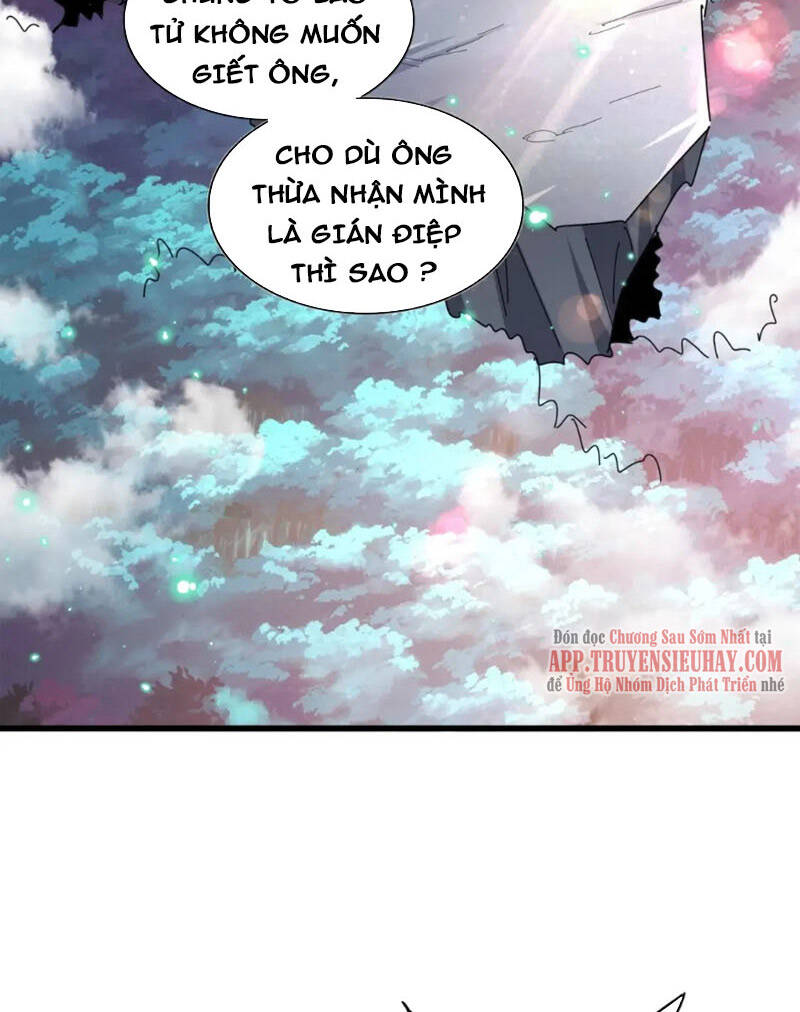 TỬ KHÔNG MUỐN
GIẾT ÔNG,
CHO DÙ ÔNG
THỪA NHẬN MÌNH
LÀ GIÁN ĐIỆP
THÌ SAO ?
Đón đọc Chương Sau Sớm Nhất tại
APP.TRUYENSIEUHAY.COM
để Ủng Hộ Nhóm Dịch Phát Triển nhé